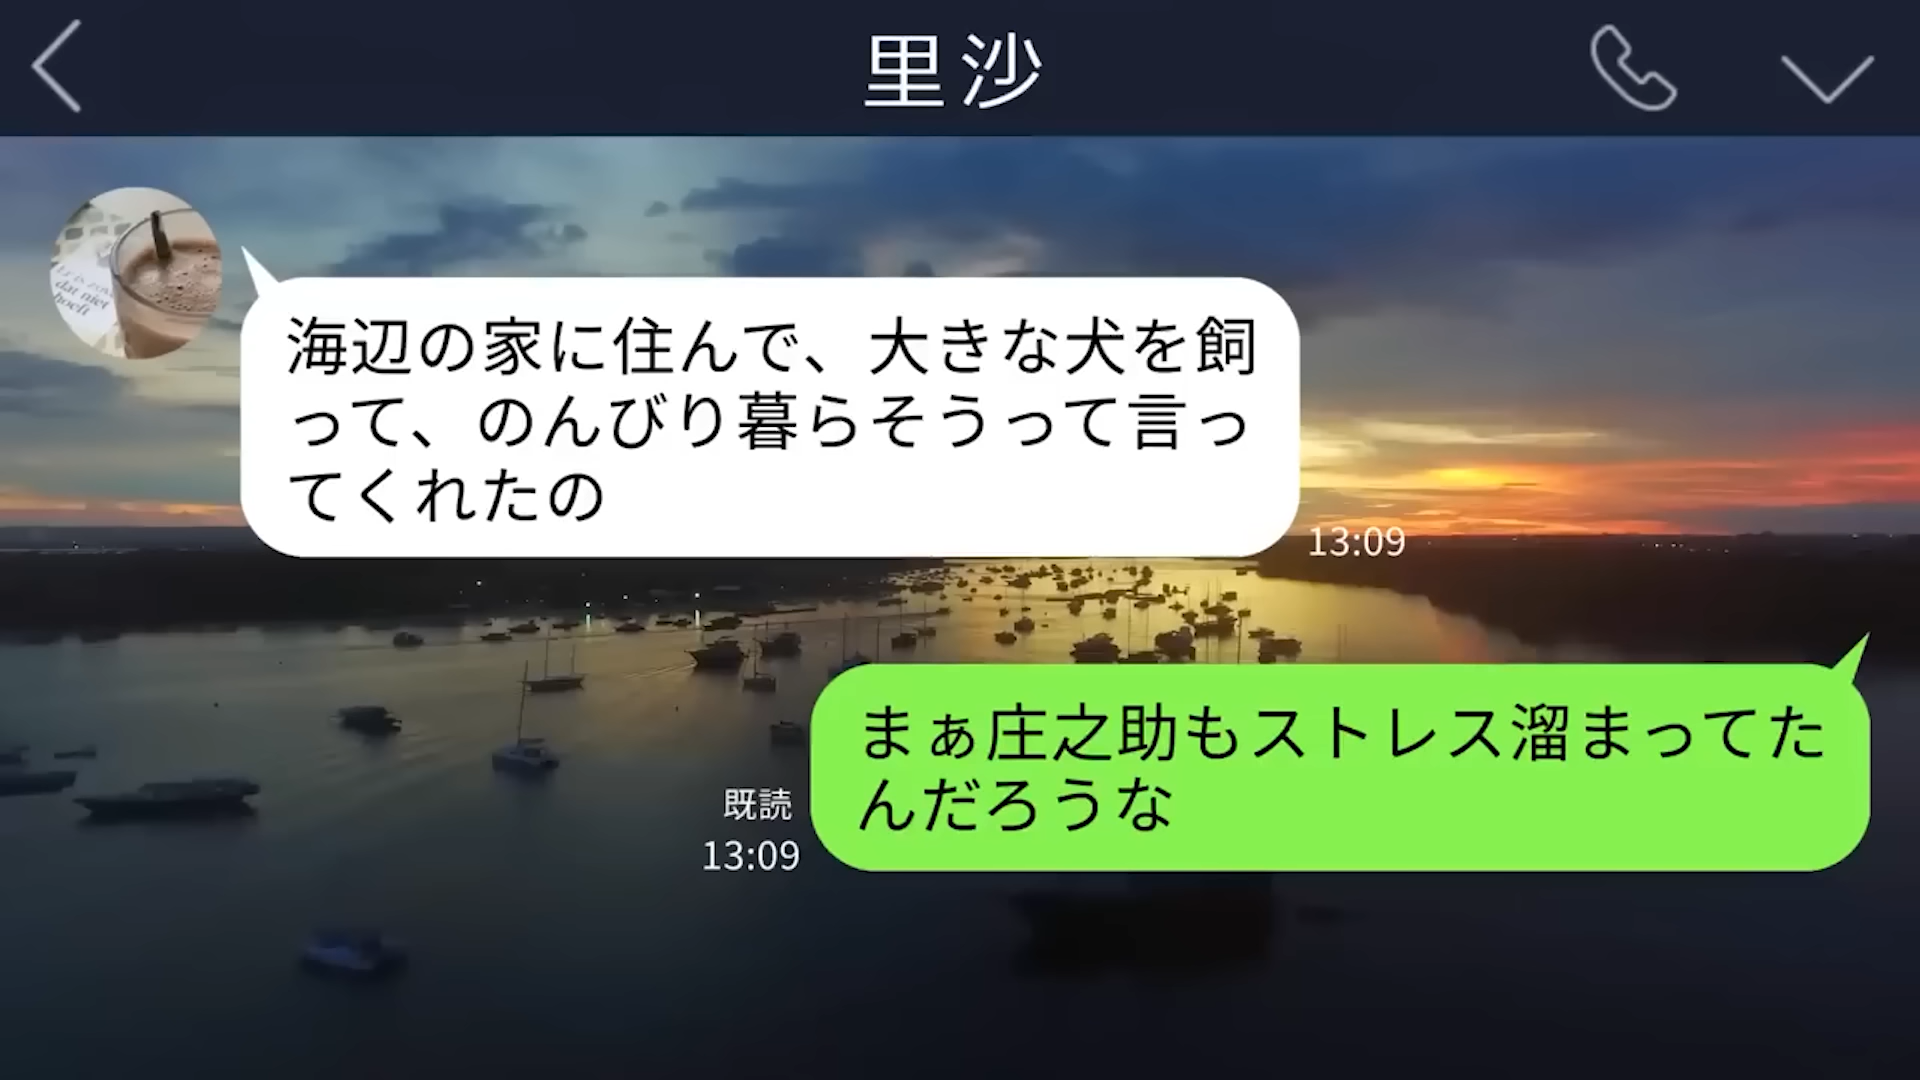 里沙
海辺の家に住んで、大きな犬を飼
って、のんびり暮らそうって言っ
てくれたの
13:09
まぁ庄之助もストレス溜まってた
んだろうな
既読
13:09
dat niet
hoeft